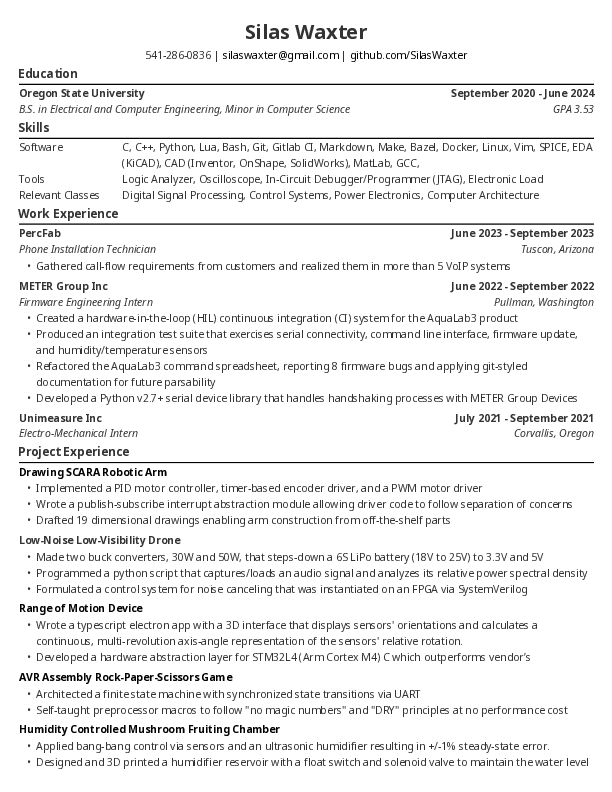 Silas Waxter
541-286-0836 | silaswaxter@gmail.com | github.com/SilasWaxter
Education
Oregon State University September 2020 - June 2024
B.S. in Electrical and Computer Engineering, Minor in Computer Science GPA 3.53
Skills
Software C, C++, Python, Lua, Bash, Git, Gitlab CI, Markdown, Make, Bazel, Docker, Linux, Vim, SPICE, EDA
(KiCAD), CAD (Inventor, OnShape, SolidWorks), MatLab, GCC,
Tools Logic Analyzer, Oscilloscope, In-Circuit Debugger/Programmer (JTAG), Electronic Load
Relevant Classes Digital Signal Processing, Control Systems, Power Electronics, Computer Architecture
Work Experience
PercFab June 2023 - September 2023
Phone Installation Technician Tuscon, Arizona
• Gathered call-flow requirements from customers and realized them in more than 5 VoIP systems
METER Group Inc June 2022 - September 2022
Firmware Engineering Intern Pullman, Washington
• Created a hardware-in-the-loop (HIL) continuous integration (CI) system for the AquaLab3 product
• Produced an integration test suite that exercises serial connectivity, command line interface, firmware update,
and humidity/temperature sensors
• Refactored the AquaLab3 command spreadsheet, reporting 8 firmware bugs and applying git-styled
documentation for future parsability
• Developed a Python v2.7+ serial device library that handles handshaking processes with METER Group Devices
Unimeasure Inc July 2021 - September 2021
Electro-Mechanical Intern Corvallis, Oregon
Project Experience
Drawing SCARA Robotic Arm
• Implemented a PID motor controller, timer-based encoder driver, and a PWM motor driver
• Wrote a publish-subscribe interrupt abstraction module allowing driver code to follow separation of concerns
• Drafted 19 dimensional drawings enabling arm construction from off-the-shelf parts
Low-Noise Low-Visibility Drone
• Made two buck converters, 30W and 50W, that steps-down a 6S LiPo battery (18V to 25V) to 3.3V and 5V
• Programmed a python script that captures/loads an audio signal and analyzes its relative power spectral density
• Formulated a control system for noise canceling that was instantiated on an FPGA via SystemVerilog
Range of Motion Device
• Wrote a typescript electron app with a 3D interface that displays sensors' orientations and calculates a
continuous, multi-revolution axis-angle representation of the sensors' relative rotation.
• Developed a hardware abstraction layer for STM32L4 (Arm Cortex M4) C which outperforms vendor's
AVR Assembly Rock-Paper-Scissors Game
• Architected a finite state machine with synchronized state transitions via UART
• Self-taught preprocessor macros to follow "no magic numbers" and "DRY" principles at no performance cost
Humidity Controlled Mushroom Fruiting Chamber
• Applied bang-bang control via sensors and an ultrasonic humidifier resulting in +/-1% steady-state error.
• Designed and 3D printed a humidifier reservoir with a float switch and solenoid valve to maintain the water level